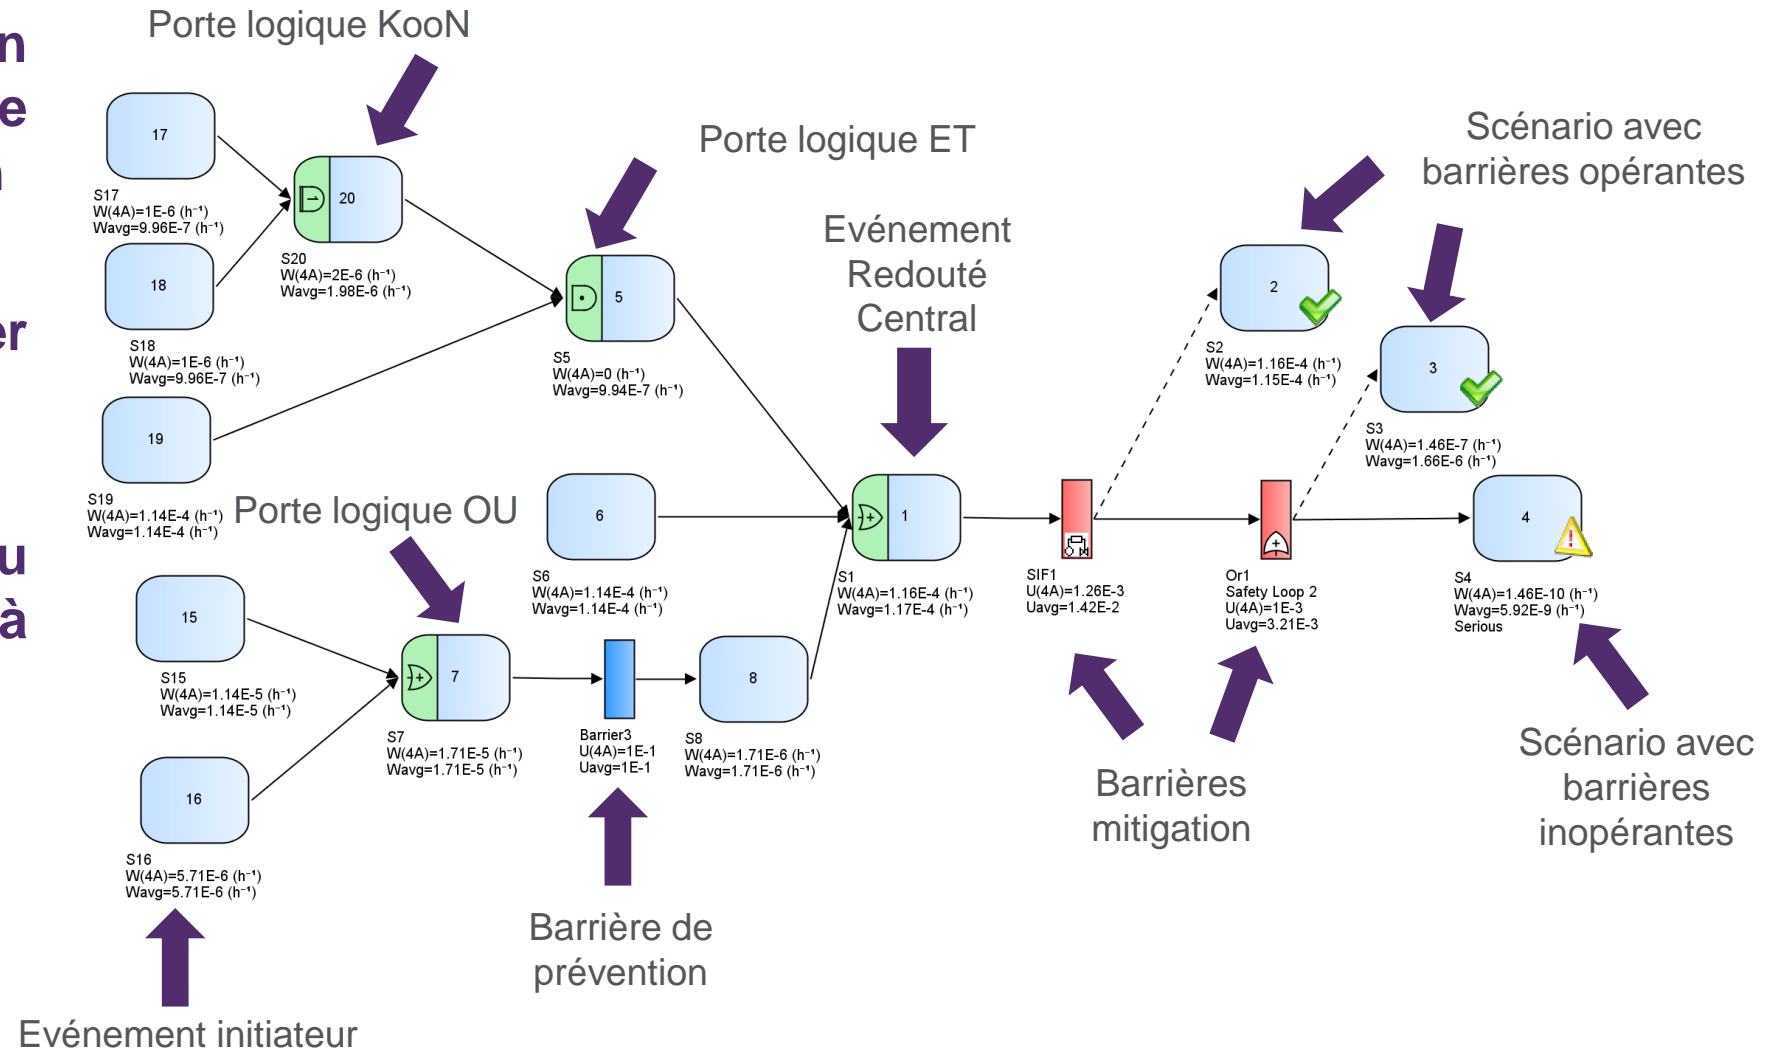 n
e
n
er
u
à
Porte logique KooN
Porte logique ET
Scénario avec
barrières opérantes
Evénement
Redouté
Central
17
S17
W(4A)=1E-6 (h⁻¹)
Wavg=9.96E-7 (h⁻¹)
20
S20
W(4A)=2E-6 (h⁻¹)
Wavg=1.98E-6 (h⁻¹)
18
S18
W(4A)=1E-6 (h⁻¹)
Wavg=9.96E-7 (h⁻¹)
5
S5
W(4A)=0 (h⁻¹)
Wavg=9.94E-7 (h⁻¹)
2
S2
W(4A)=1.16E-4 (h⁻¹)
Wavg=1.15E-4 (h⁻¹)
3
S3
W(4A)=1.46E-7 (h⁻¹)
Wavg=1.66E-6 (h⁻¹)
19
S19
W(4A)=1.14E-4 (h⁻¹)
Wavg=1.14E-4 (h⁻¹)
Porte logique OU
6
S6
W(4A)=1.14E-4 (h⁻¹)
Wavg=1.14E-4 (h⁻¹)
1
S1
W(4A)=1.16E-4 (h⁻¹)
Wavg=1.17E-4 (h⁻¹)
SIF1
U(4A)=1.26E-3
Uavg=1.42E-2
Or1
Safety Loop 2
U(4A)=1E-3
Uavg=3.21E-3
4
S4
W(4A)=1.46E-10 (h⁻¹)
Wavg=5.92E-9 (h⁻¹)
Serious
15
S15
W(4A)=1.14E-5 (h⁻¹)
Wavg=1.14E-5 (h⁻¹)
7
S7
W(4A)=1.71E-5 (h⁻¹)
Wavg=1.71E-5 (h⁻¹)
Barrier3
U(4A)=1E-1
Uavg=1E-1
8
S8
W(4A)=1.71E-6 (h⁻¹)
Wavg=1.71E-6 (h⁻¹)
16
S16
W(4A)=5.71E-6 (h⁻¹)
Wavg=5.71E-6 (h⁻¹)
Barrières
mitigation
Scénario avec
barrières
inopérantes
Barrière de
prévention
Evénement initiateur